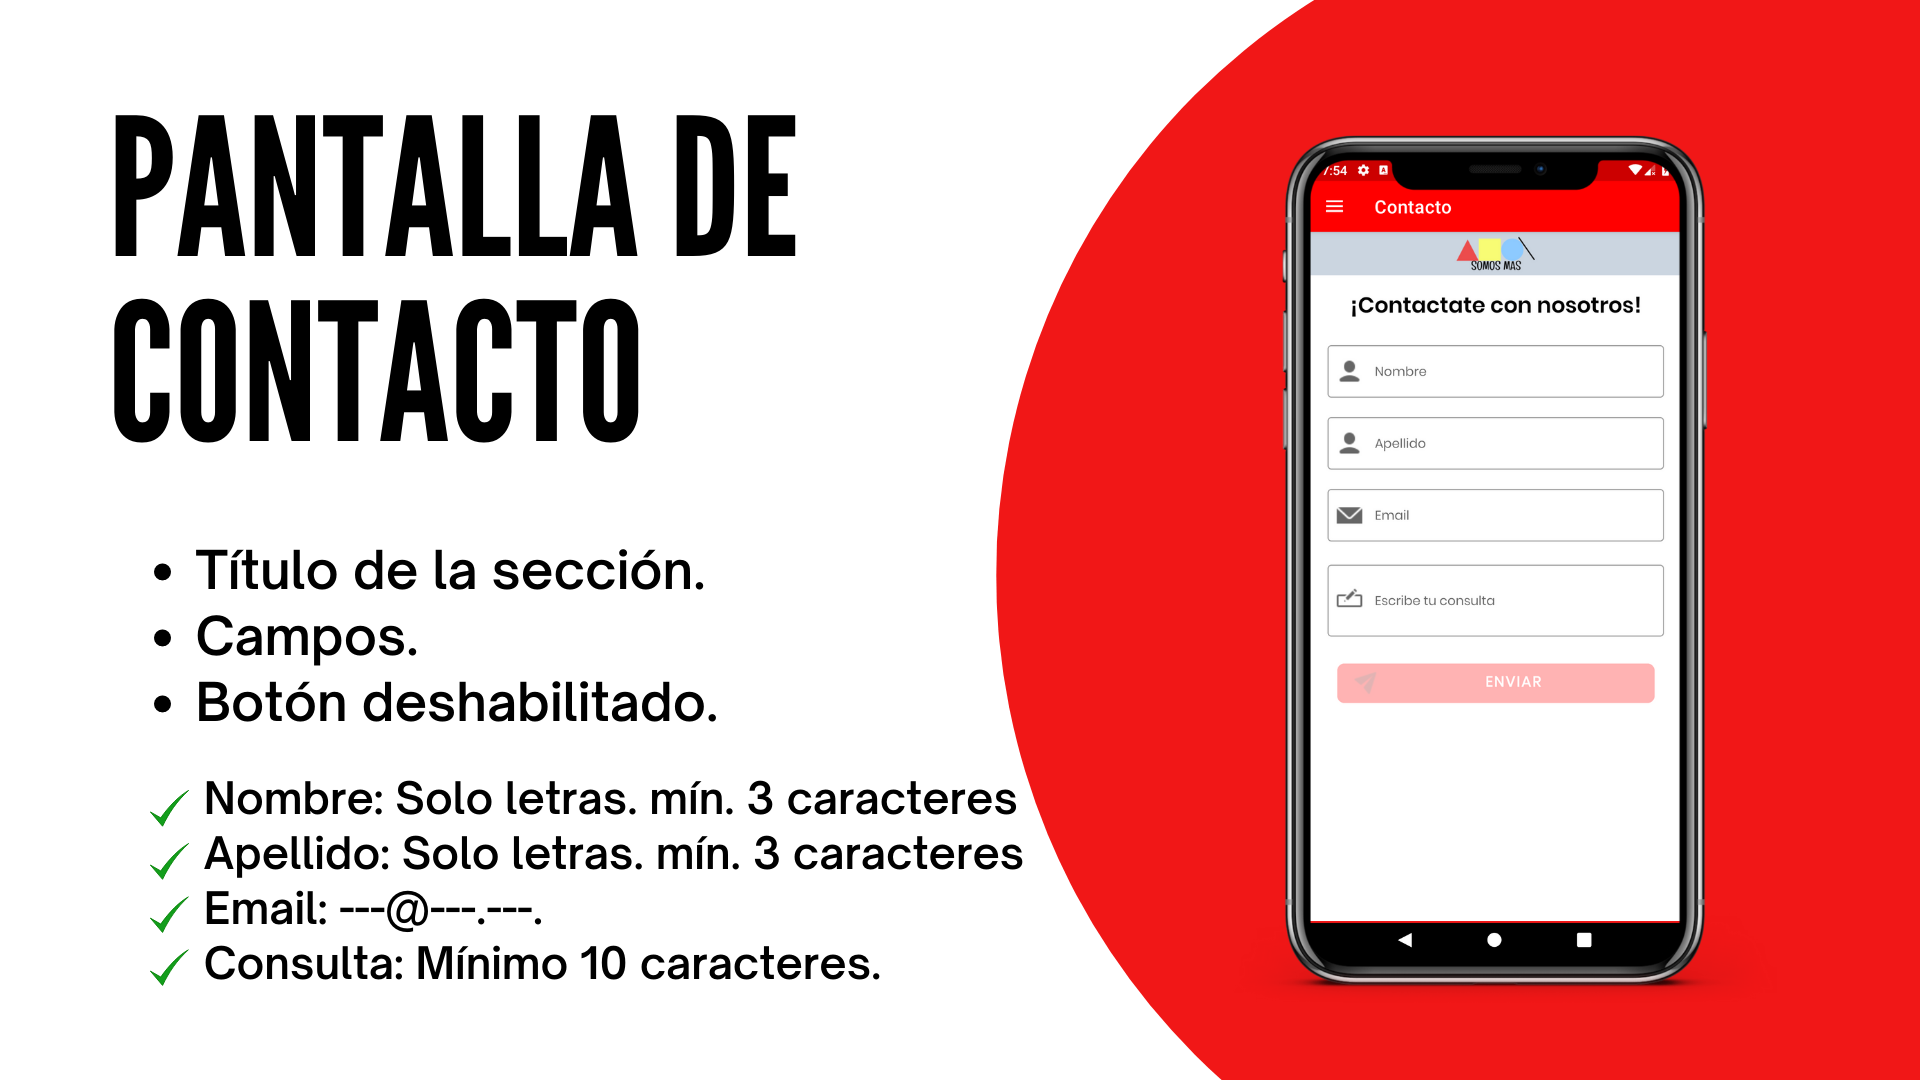 PANTALLA DE
CONTACTO
Título de la sección.
Campos.
Botón deshabilitado.
Nombre: Solo letras. mín. 3 caracteres
Apellido: Solo letras. mín. 3 caracteres
Email: ---@---.---.
Consulta: Mínimo 10 caracteres.
7:54
Contacto
SOMOS MAS
¡Contactate con nosotros!
Nombre
Apellido
Email
Escribe tu consulta
ENVIAR